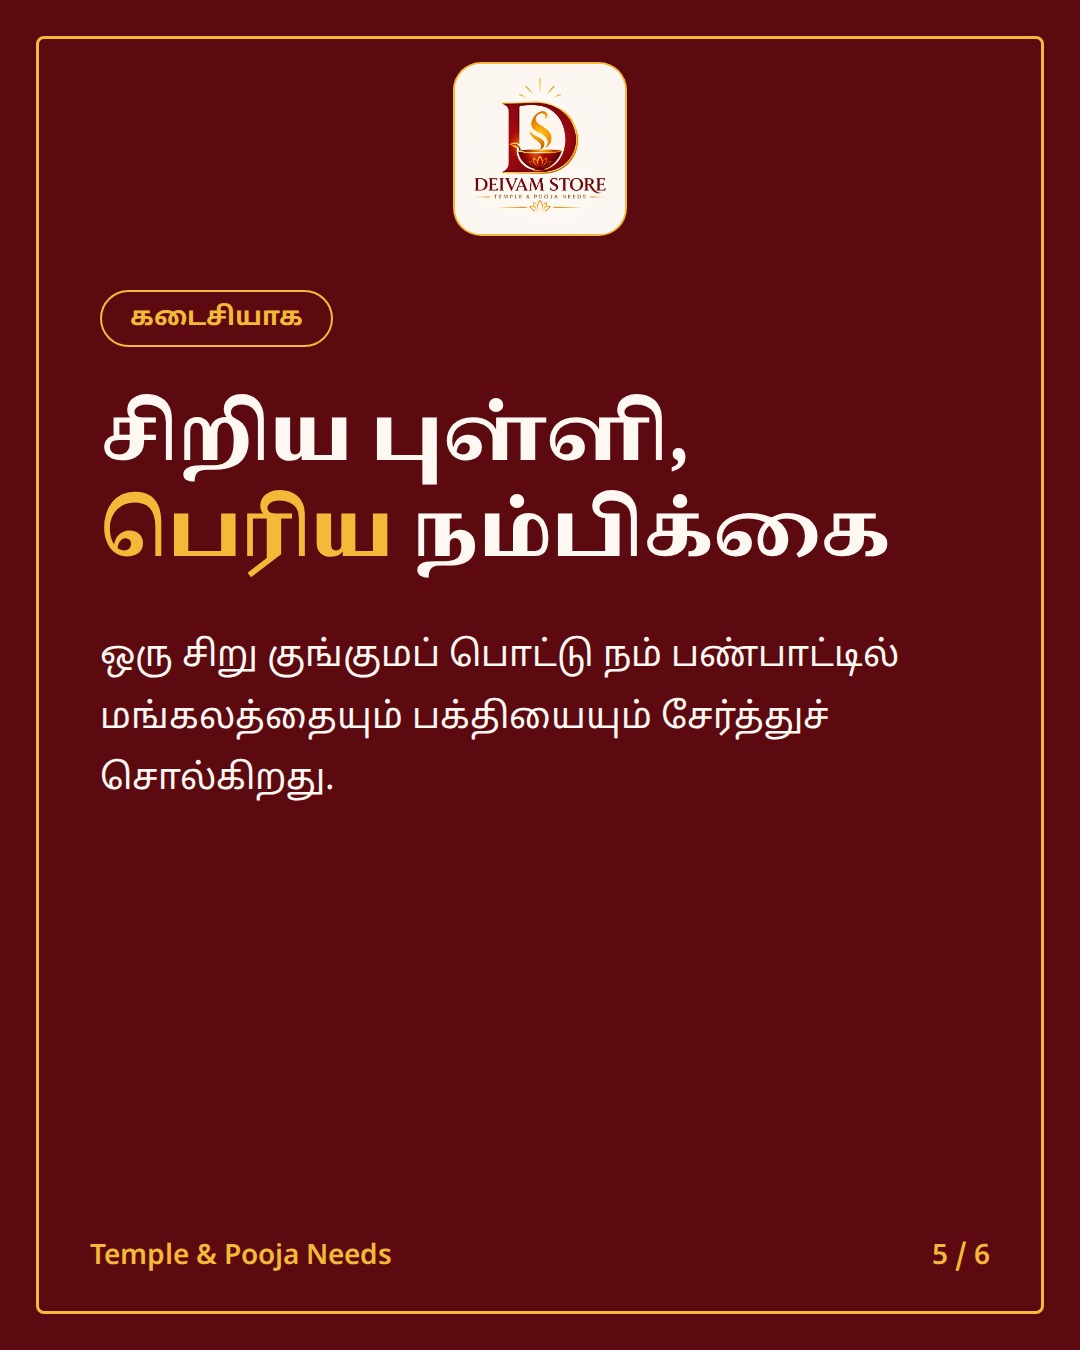 DEIVAM STORE
TEMPLE & POOJA NEEDS
கடைசியாக
சிறிய புள்ளி,
பெரிய நம்பிக்கை
ஒரு சிறு குங்குமப் பொட்டு நம் பண்பாட்டில்
மங்கலத்தையும் பக்தியையும் சேர்த்துச்
சொல்கிறது.
Temple & Pooja Needs
5 / 6